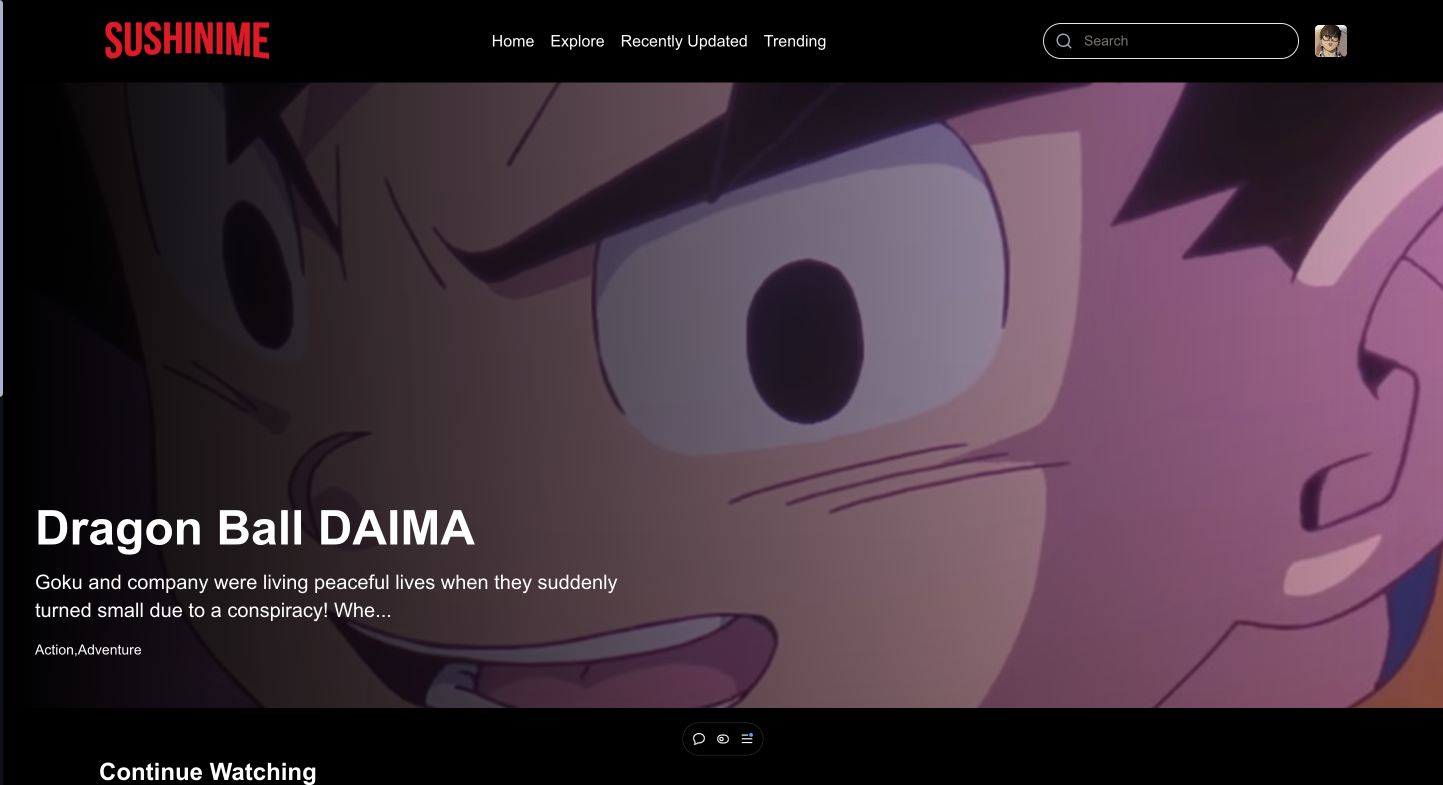 SUSHINIME
Home Explore Recently Updated Trending
Search
Dragon Ball DAIMA
Goku and company were living peaceful lives when they suddenly
turned small due to a conspiracy! Whe...
Action,Adventure
Continue Watching